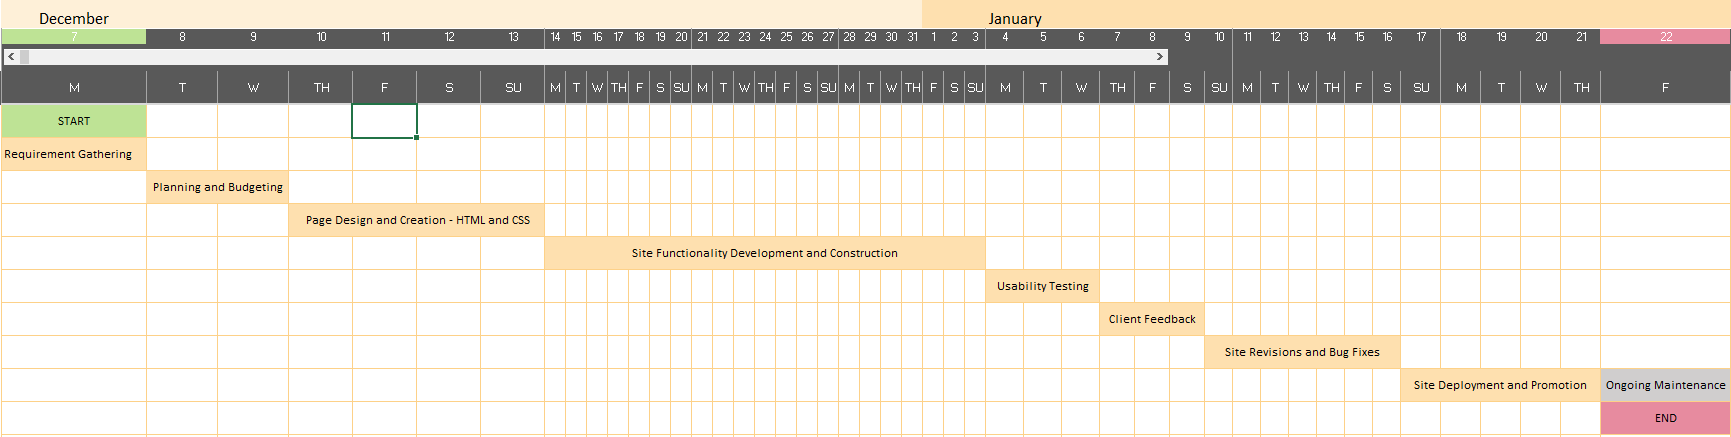 December January
7 8 9 10 11 12 13 14 15 16 17 18 19 20 21 22 23 24 25 26 27 28 29 30 31 1 2 3 4 5 6 7 8 9 10 11 12 13 14 15 16 17 18 19 20 21 22
M T W TH F S SU M T W TH F S SU M T W TH F S SU M T W TH F S SU M T W TH F S SU M T W TH F S SU M T W TH F
START
Requirement Gathering
Planning and Budgeting
Page Design and Creation - HTML and CSS
Site Functionality Development and Construction
Usability Testing
Client Feedback
Site Revisions and Bug Fixes
Site Deployment and Promotion Ongoing Maintenance
END